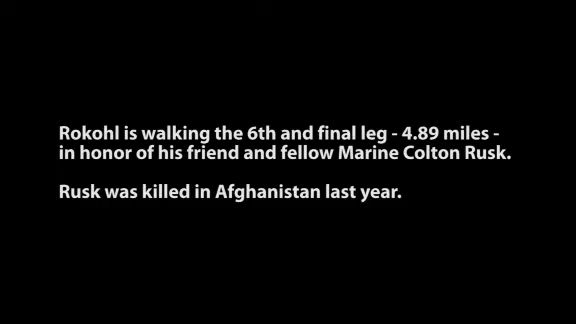 Rokohl is walking the 6th and final leg - 4.89 miles -
in honor of his friend and fellow Marine Colton Rusk.
Rusk was killed in Afghanistan last year.